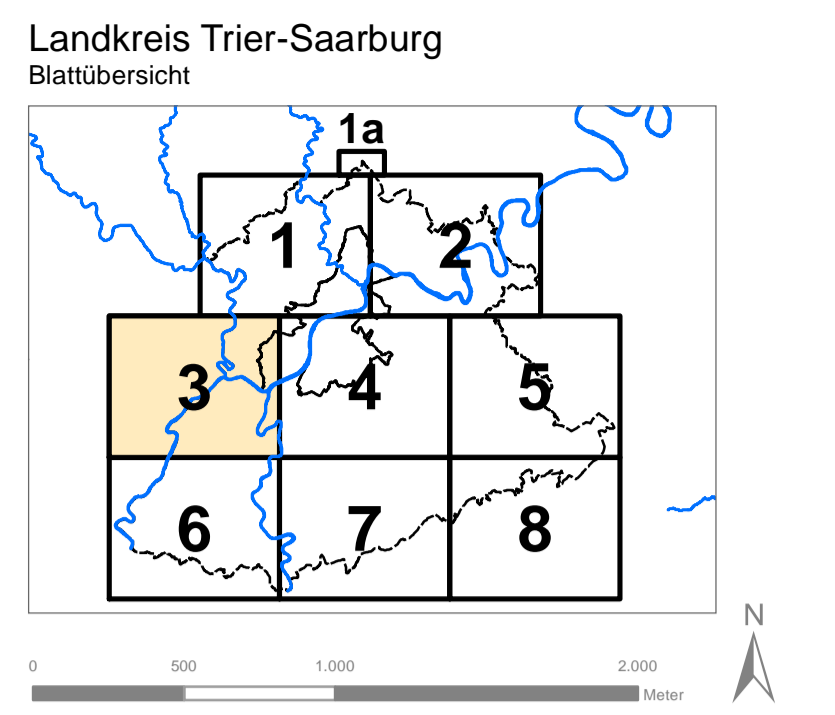 Landkreis Trier-Saarburg
Blattübersicht
1a
1
2
3
4
5
6
7
8
N
0 500 1.000 2.000
Meter